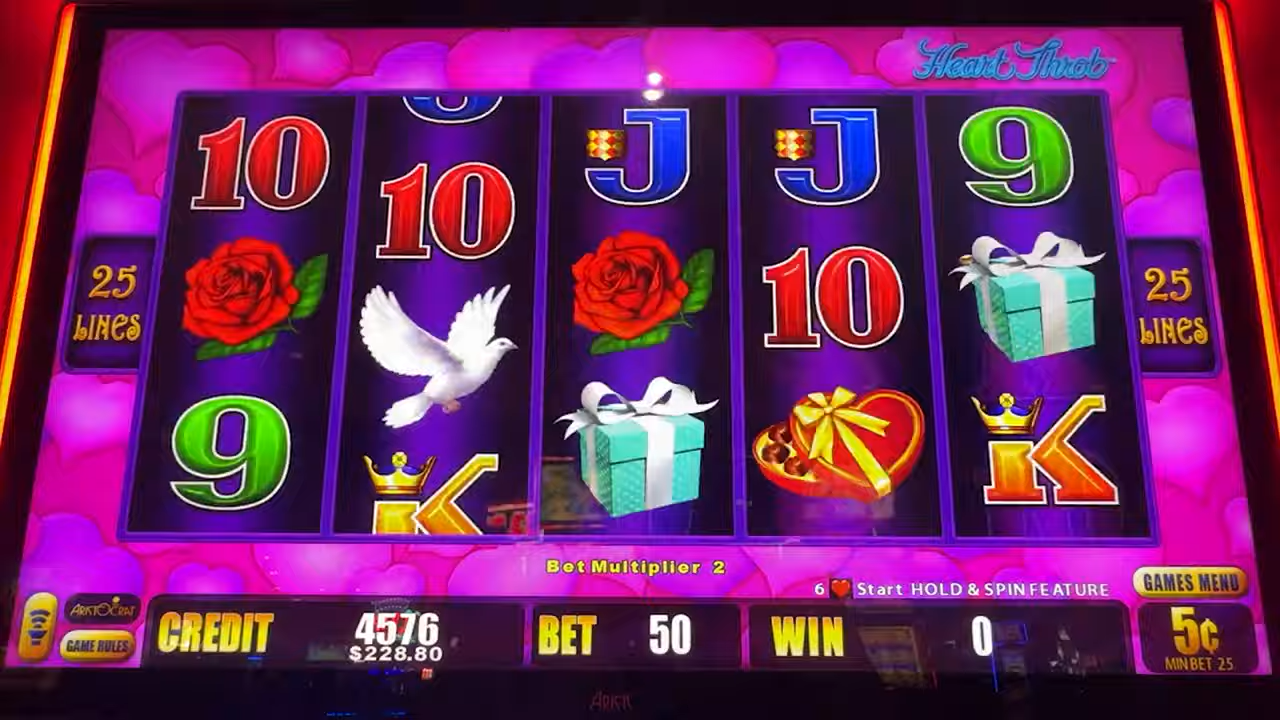 Heart Throb
10 J J 9
10
10
25 LINES
25 LINES
9 K
K
Bet Multiplier 2
6 Start HOLD & SPIN FEATURE
GAMES MENU
ARISTOCRAT
GAME RULES
CREDIT 4576
$228.80
BET 50
WIN 0
5¢
MIN BET 25